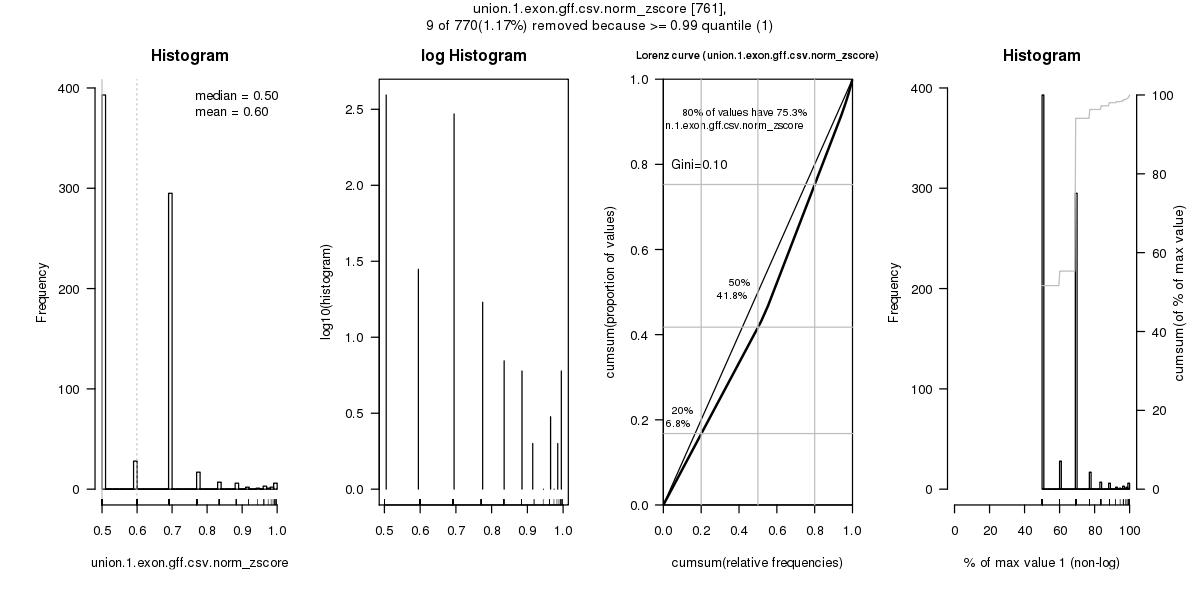 union.1.exon.gff.csv.norm_zscore [761],
9 of 770(1.17%) removed because >= 0.99 quantile (1)
Histogram
median = 0.50
mean = 0.60
Frequency
400
300
200
100
0
0.5 0.6 0.7 0.8 0.9 1.0
union.1.exon.gff.csv.norm_zscore
log Histogram
log10(histogram)
2.5
2.0
1.5
1.0
0.5
0.0
0.5 0.6 0.7 0.8 0.9 1.0
Lorenz curve (union.1.exon.gff.csv.norm_zscore)
80% of values have 75.3%
n.1.exon.gff.csv.norm_zscore
Gini=0.10
50%
41.8%
20%
6.8%
cumsum(proportion of values)
1.0
0.8
0.6
0.4
0.2
0.0
0.0 0.2 0.4 0.6 0.8 1.0
cumsum(relative frequencies)
Histogram
Frequency
400
300
200
100
0
100
80
60
40
20
0
cumsum(of % of max value)
0 20 40 60 80 100
% of max value 1 (non-log)